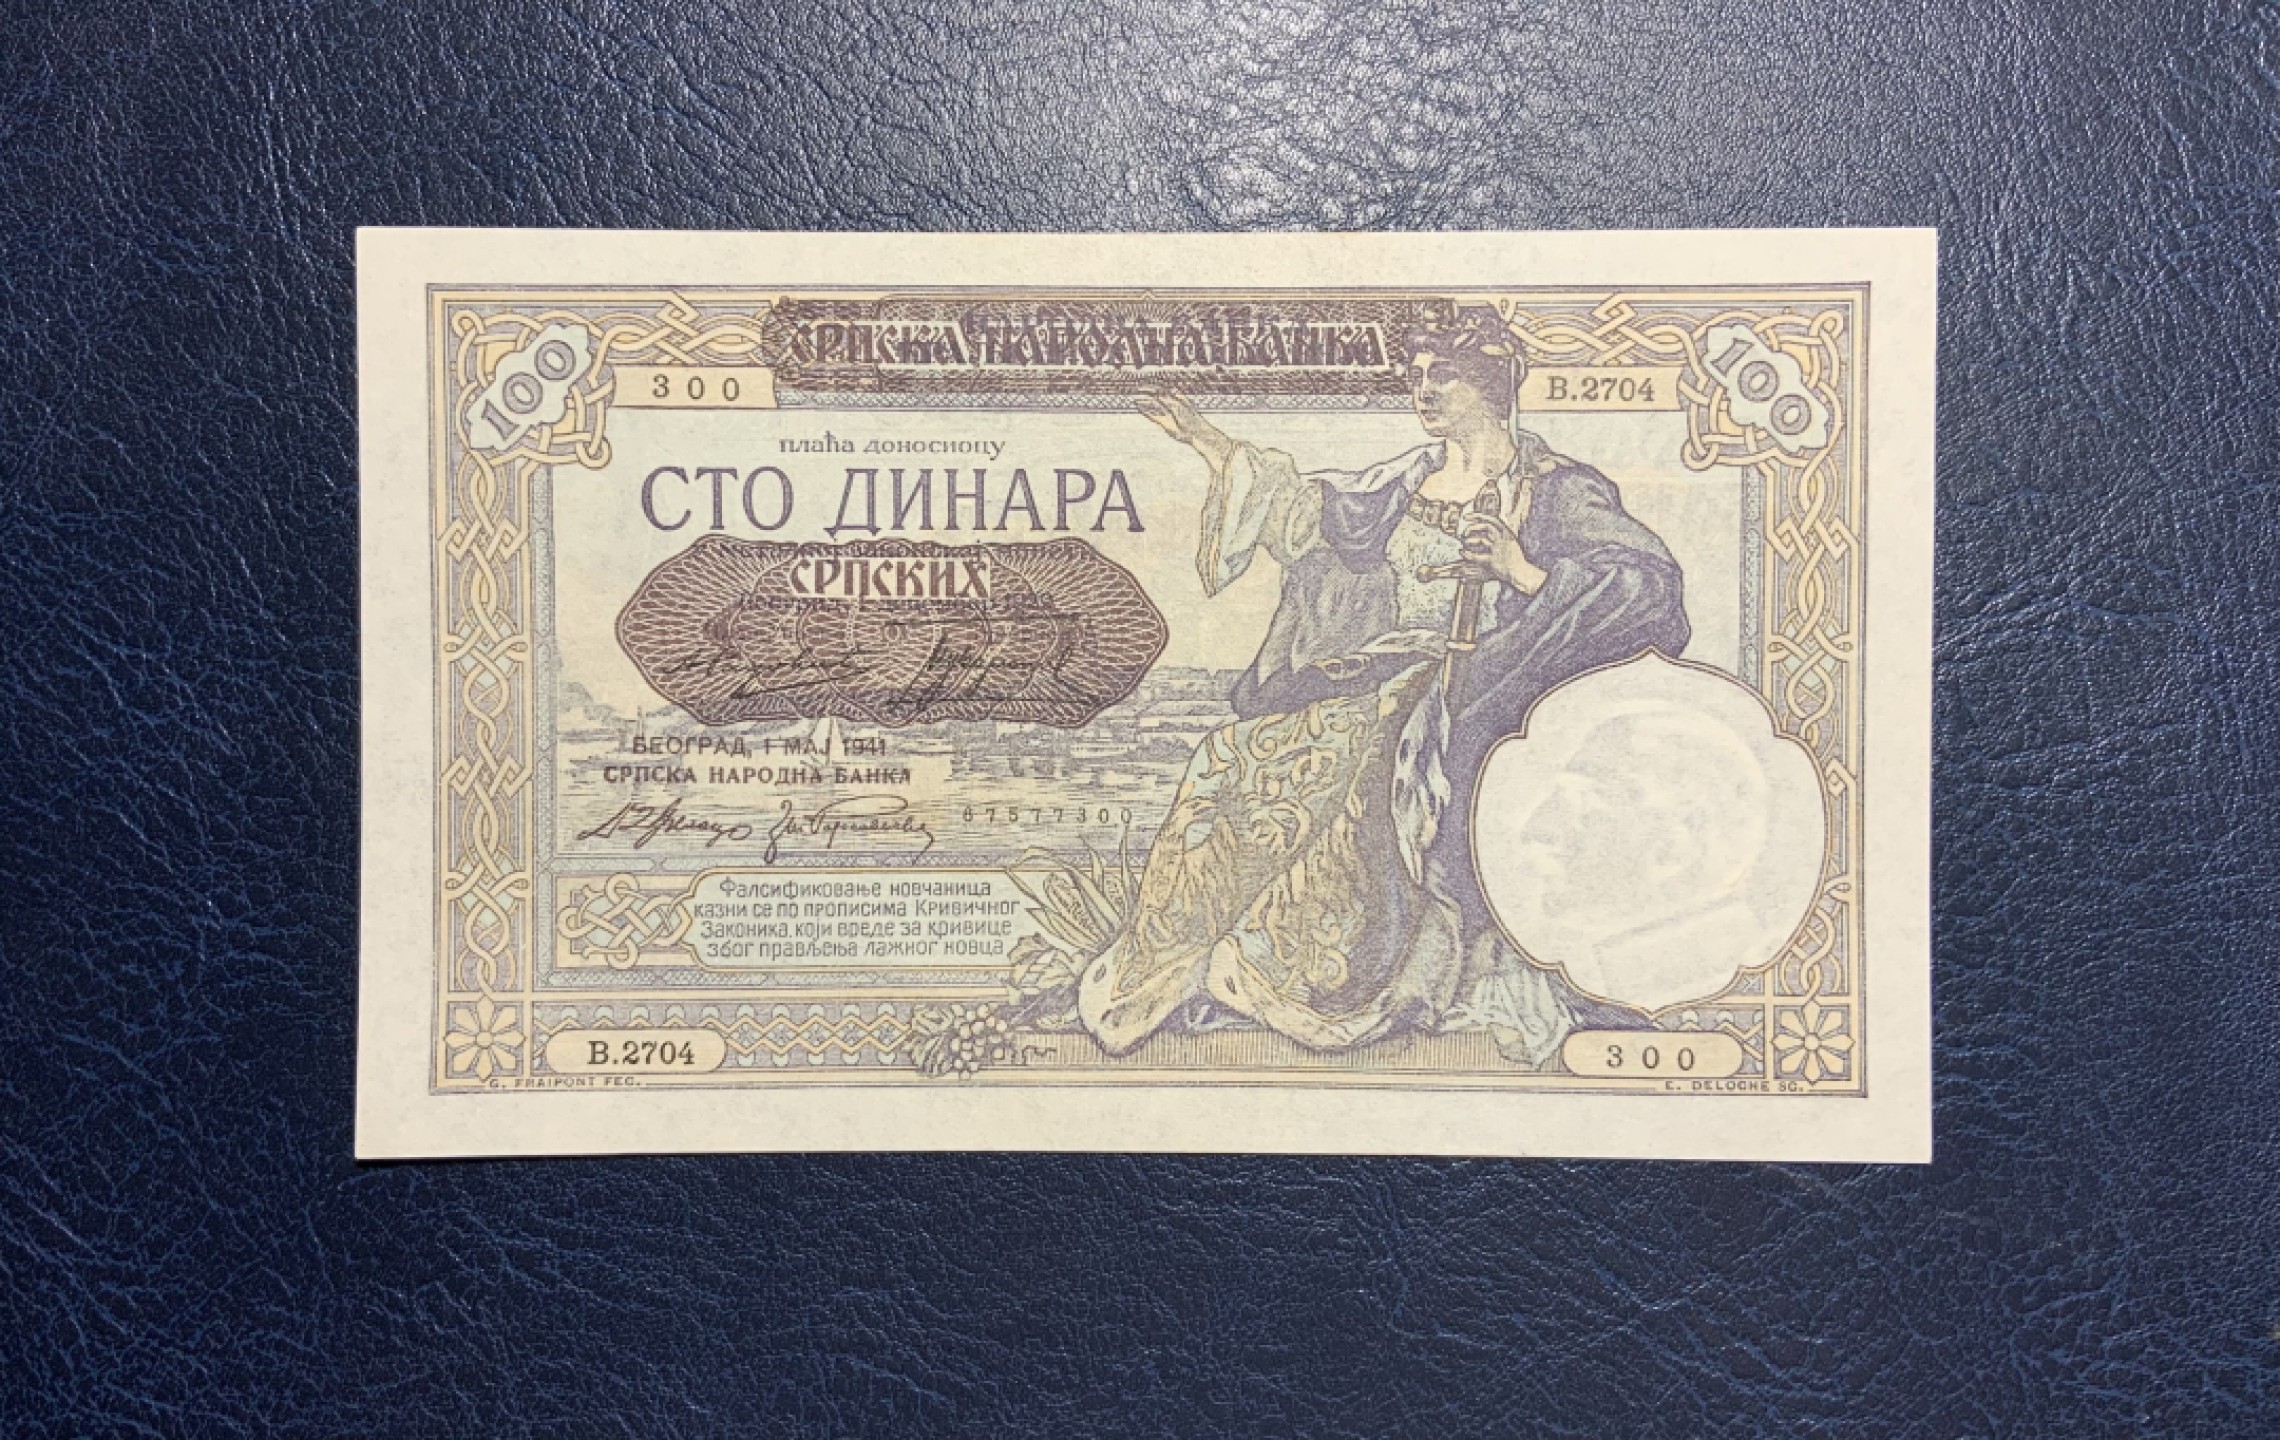 СРПСКА НАРОДНА БАНКА
100
100
300
B.2704
плаћа доносиоцу
СТО ДИНАРА
СРПСКИХ
БЕОГРАД, 1 МАЈ 1941
СРПСКА НАРОДНА БАНКА
67577300
Фалсификовање новчаница
казни се по прописима Кривичног
Законика, који вреде за кривице
због прављења лажног новца
B.2704
300
G. FRAIPONT FEC.
E. DELOCHE SC.